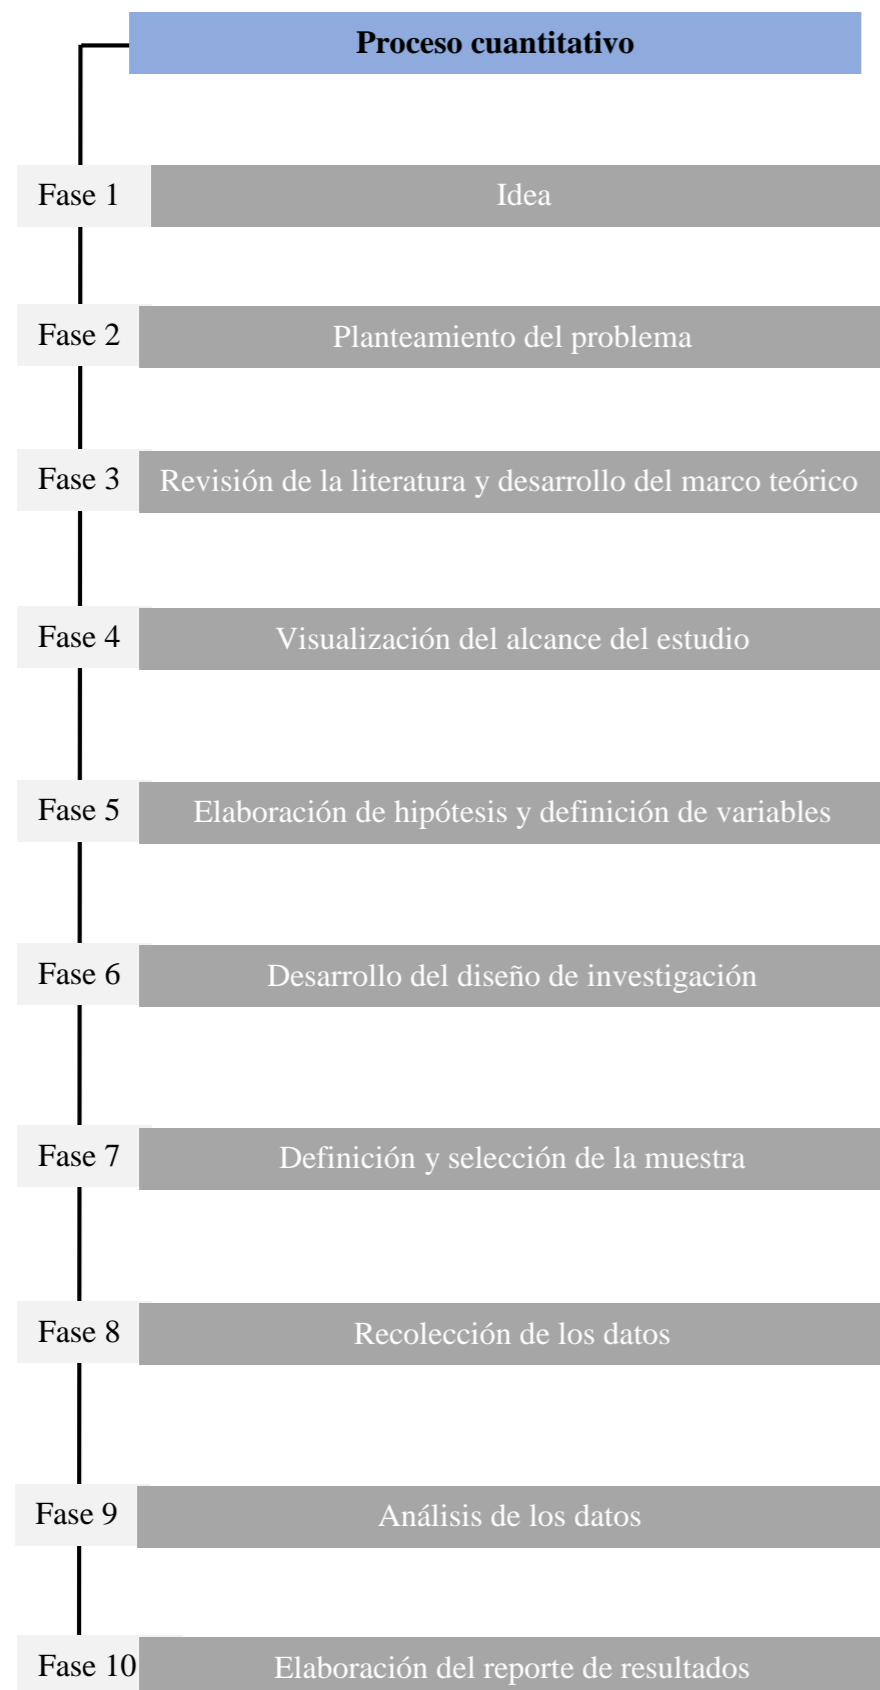 Proceso cuantitativo
Fase 1 Idea
Fase 2 Planteamiento del problema
Fase 3 Revisión de la literatura y desarrollo del marco teórico
Fase 4 Visualización del alcance del estudio
Fase 5 Elaboración de hipótesis y definición de variables
Fase 6 Desarrollo del diseño de investigación
Fase 7 Definición y selección de la muestra
Fase 8 Recolección de los datos
Fase 9 Análisis de los datos
Fase 10 Elaboración del reporte de resultados